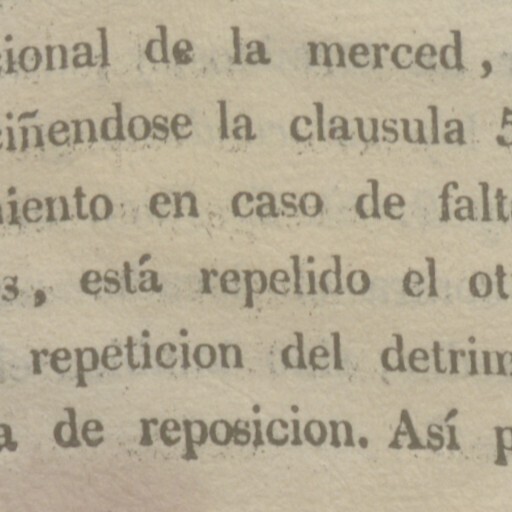 cional de la merced,
ciñendose la clausula 5
miento en caso de falt
s, está repelido el ot
repeticion del detrim
a de reposicion. Así p